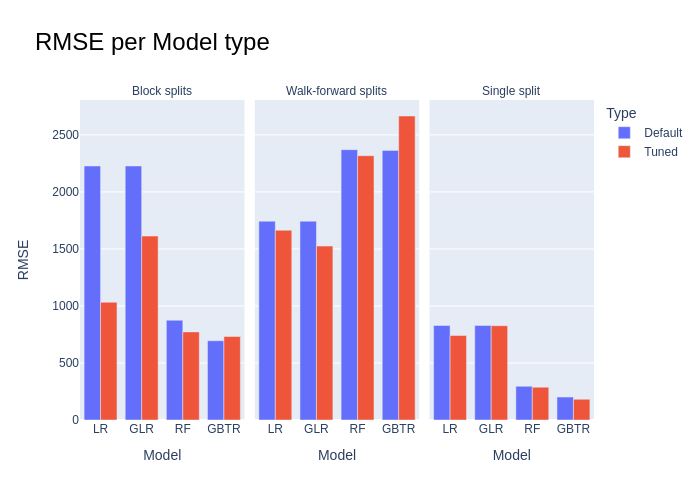 RMSE per Model type
Block splits
Walk-forward splits
Single split
Type
Default
Tuned
RMSE
2500
2000
1500
1000
500
0
LR GLR RF GBTR
LR GLR RF GBTR
LR GLR RF GBTR
Model
Model
Model